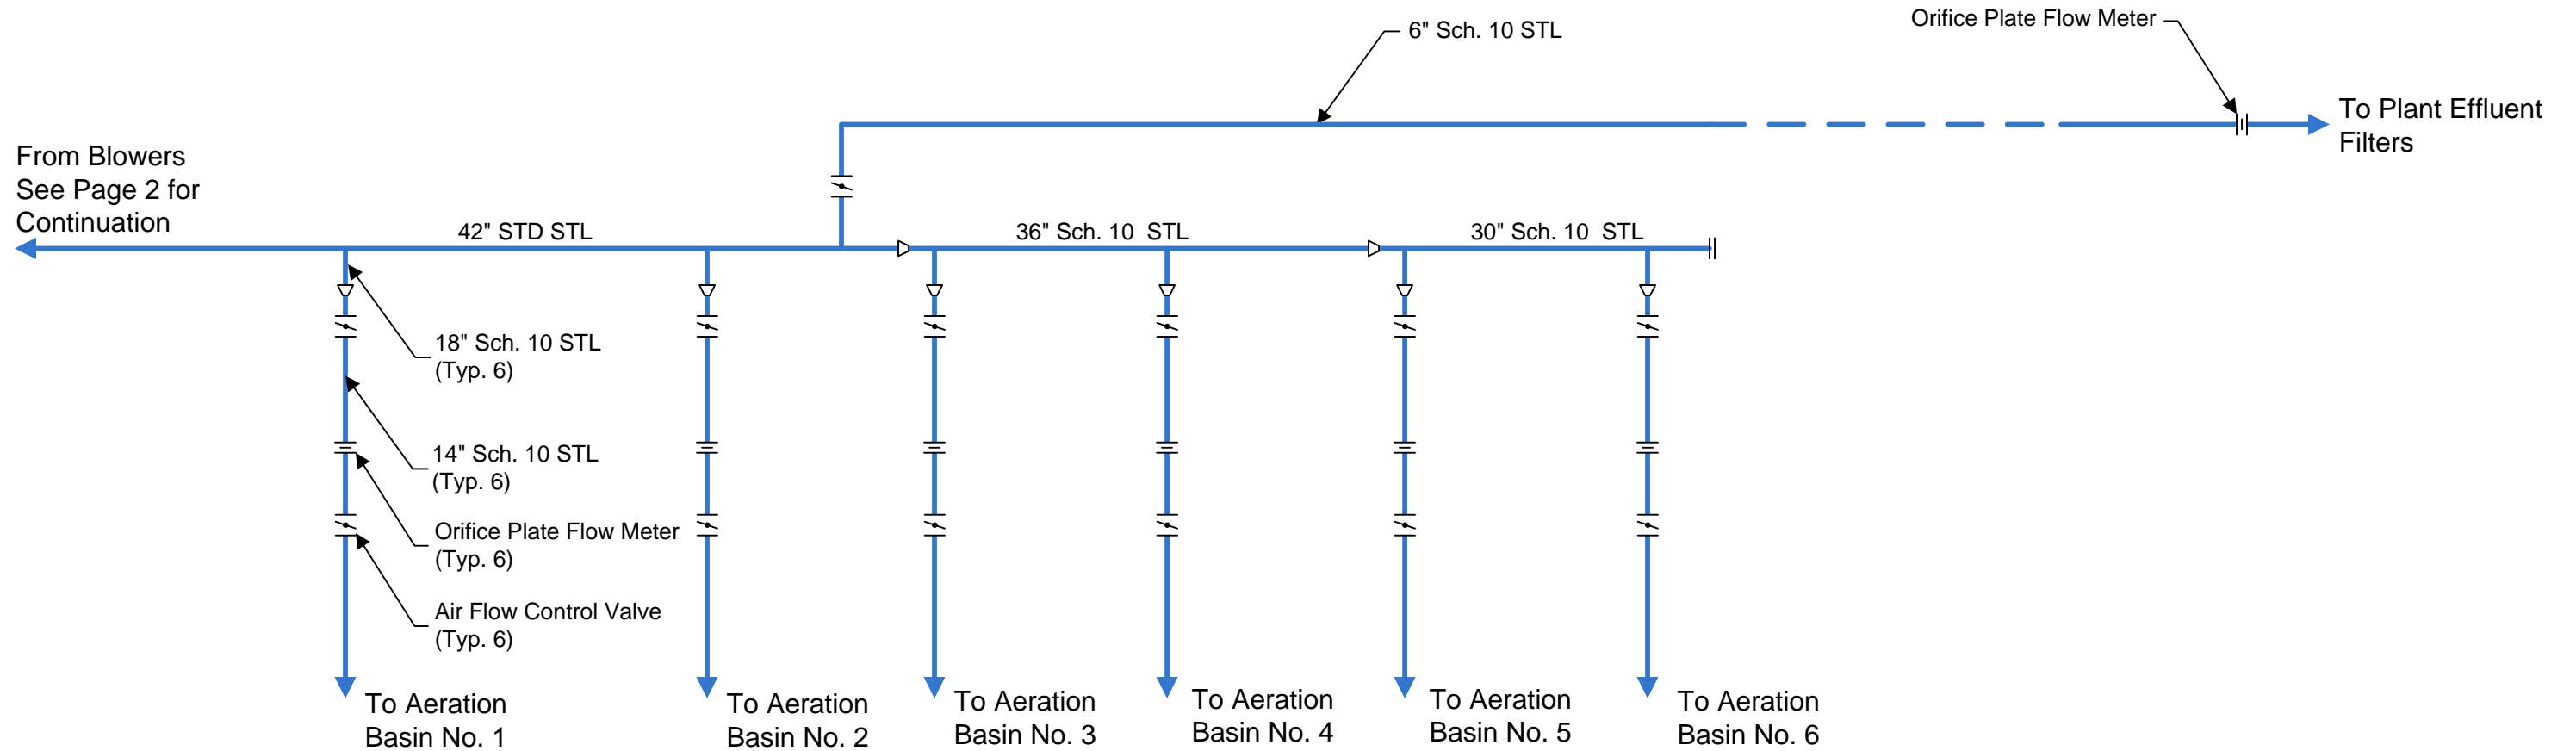 Orifice Plate Flow Meter
6" Sch. 10 STL
To Plant Effluent
Filters
From Blowers
See Page 2 for
Continuation
42" STD STL
36" Sch. 10  STL
30" Sch. 10  STL
18" Sch. 10 STL
(Typ. 6)
14" Sch. 10 STL
(Typ. 6)
Orifice Plate Flow Meter
(Typ. 6)
Air Flow Control Valve
(Typ. 6)
To Aeration
Basin No. 1
To Aeration
Basin No. 2
To Aeration
Basin No. 3
To Aeration
Basin No. 4
To Aeration
Basin No. 5
To Aeration
Basin No. 6